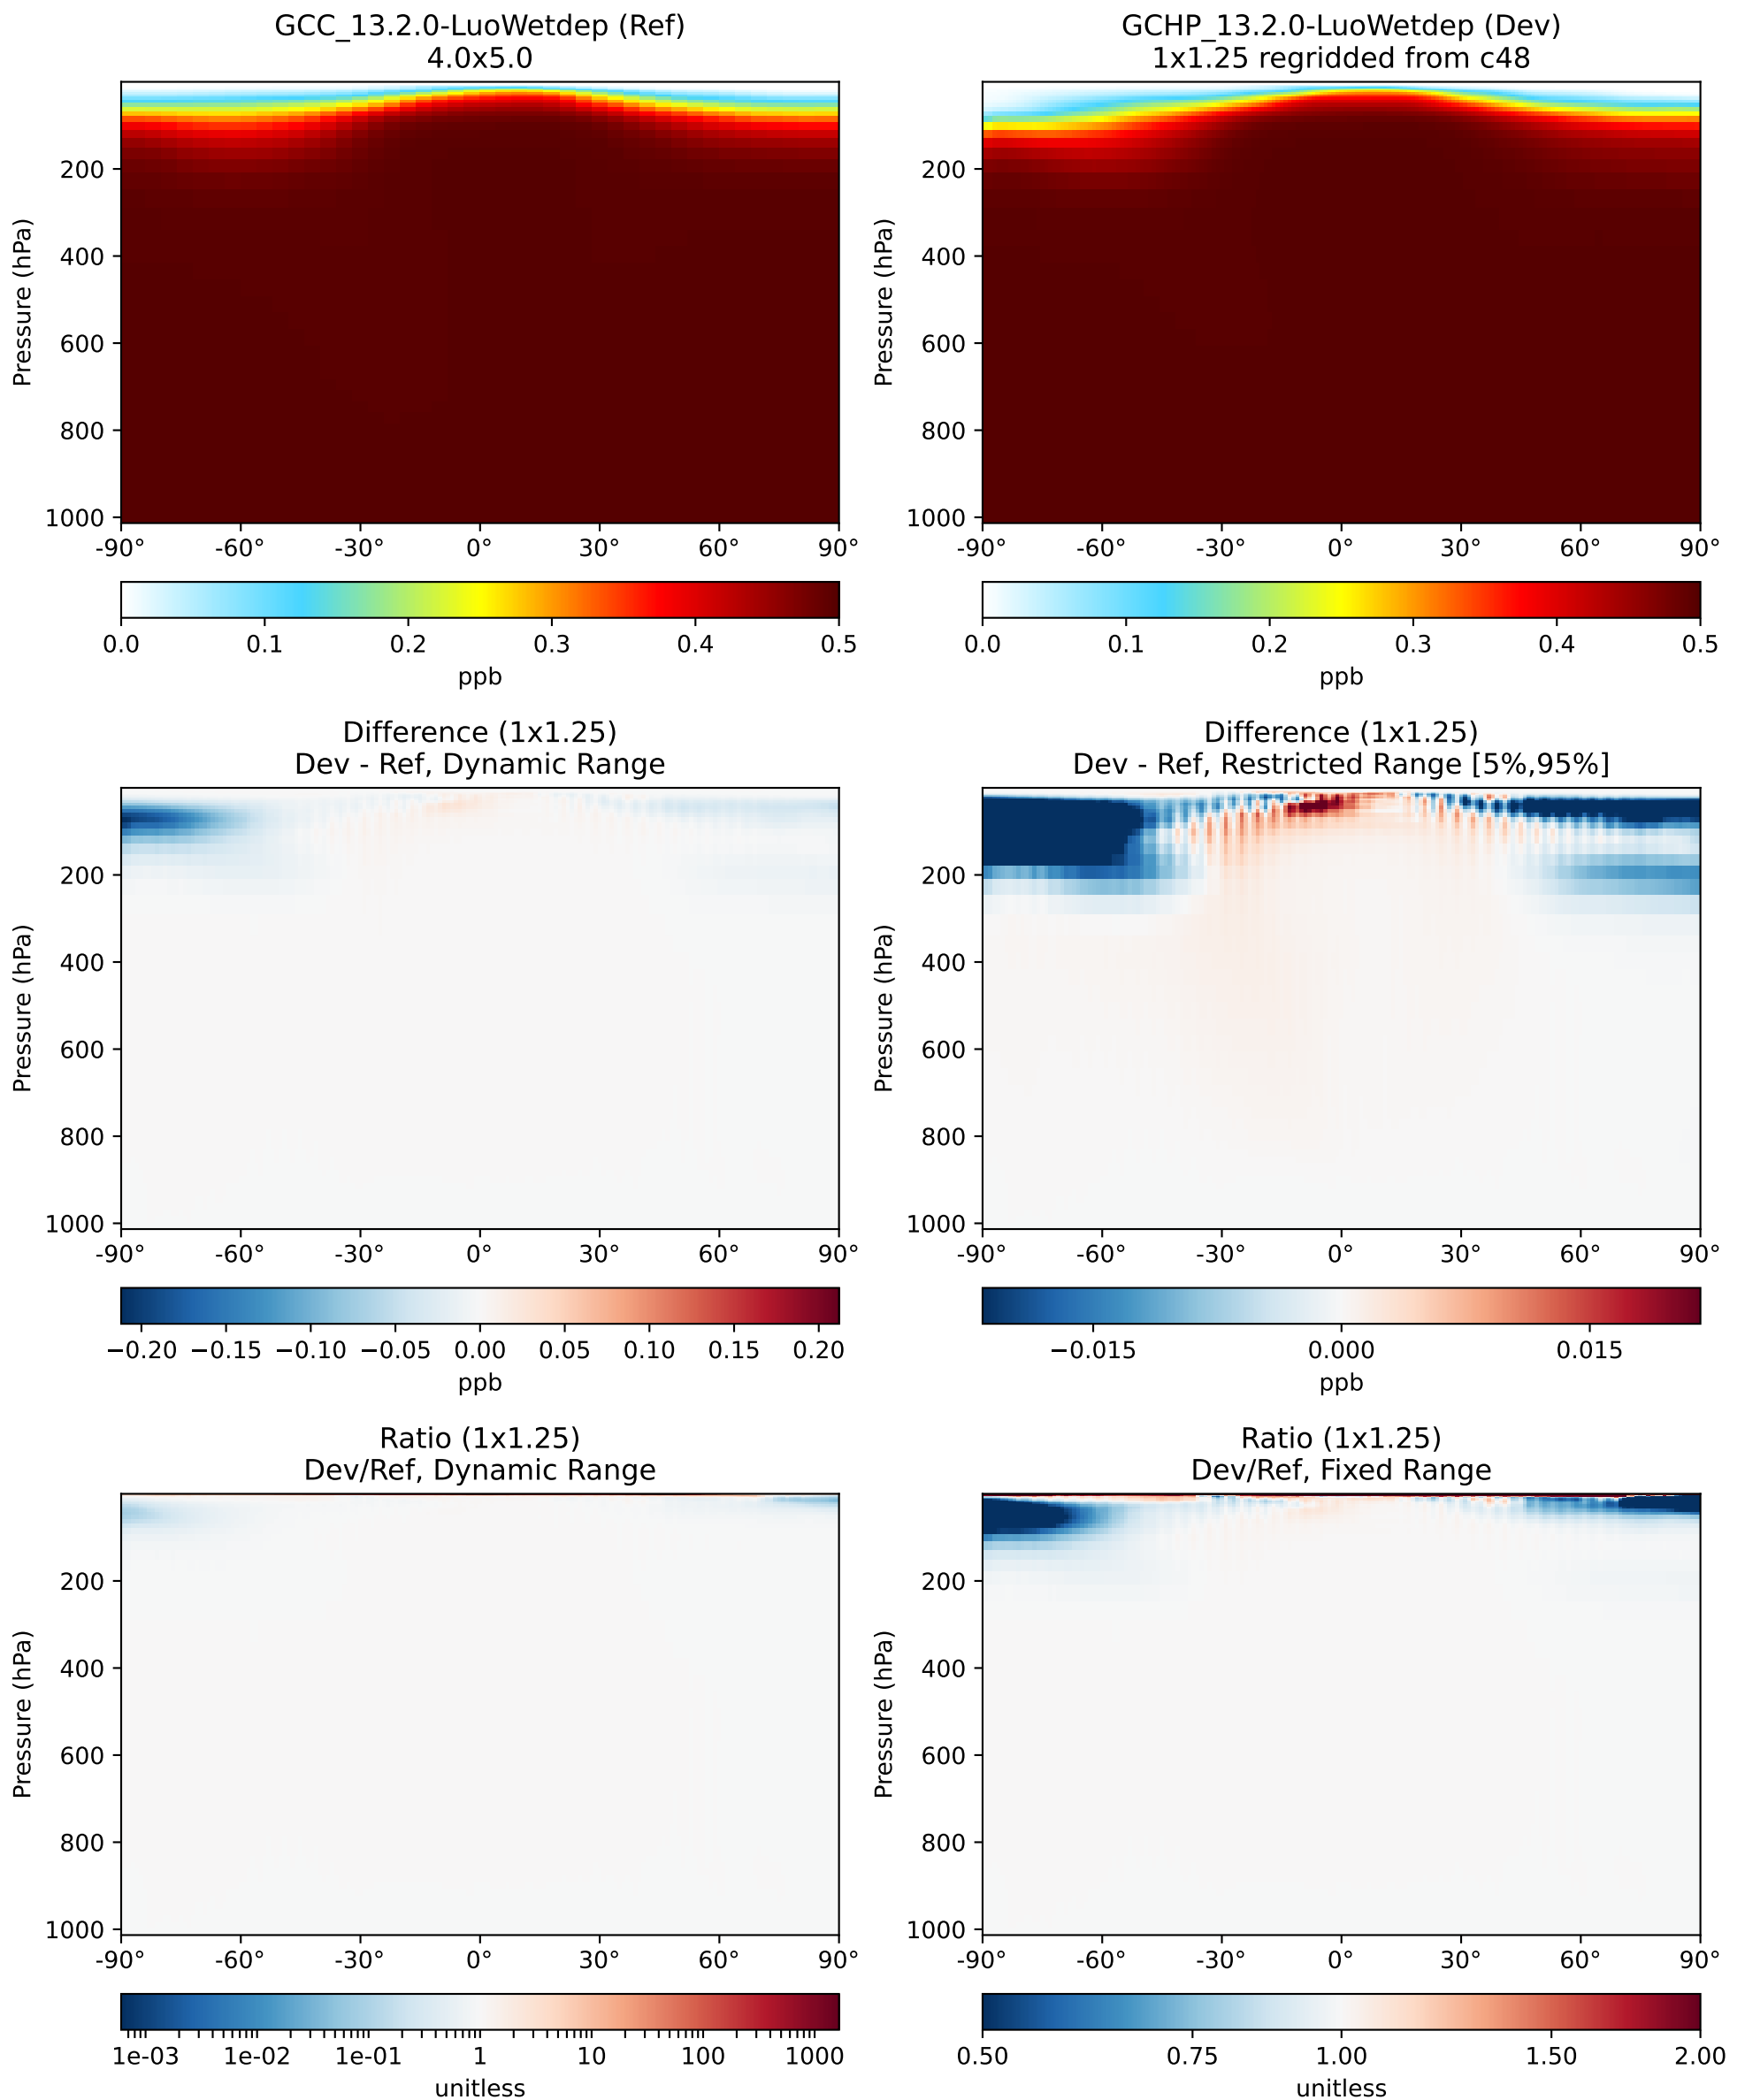 GCC_13.2.0-LuoWetdep (Ref)
4.0x5.0
Pressure (hPa)
200
400
600
800
1000
-90° -60° -30° 0° 30° 60° 90°
0.0 0.1 0.2 0.3 0.4 0.5
ppb
GCHP_13.2.0-LuoWetdep (Dev)
1x1.25 regridded from c48
Pressure (hPa)
200
400
600
800
1000
-90° -60° -30° 0° 30° 60° 90°
0.0 0.1 0.2 0.3 0.4 0.5
ppb
Difference (1x1.25)
Dev - Ref, Dynamic Range
Pressure (hPa)
200
400
600
800
1000
-90° -60° -30° 0° 30° 60° 90°
−0.20 −0.15 −0.10 −0.05 0.00 0.05 0.10 0.15 0.20
ppb
Difference (1x1.25)
Dev - Ref, Restricted Range [5%,95%]
Pressure (hPa)
200
400
600
800
1000
-90° -60° -30° 0° 30° 60° 90°
−0.015 0.000 0.015
ppb
Ratio (1x1.25)
Dev/Ref, Dynamic Range
Pressure (hPa)
200
400
600
800
1000
-90° -60° -30° 0° 30° 60° 90°
1e-03 1e-02 1e-01 1 10 100 1000
unitless
Ratio (1x1.25)
Dev/Ref, Fixed Range
Pressure (hPa)
200
400
600
800
1000
-90° -60° -30° 0° 30° 60° 90°
0.50 0.75 1.00 1.50 2.00
unitless